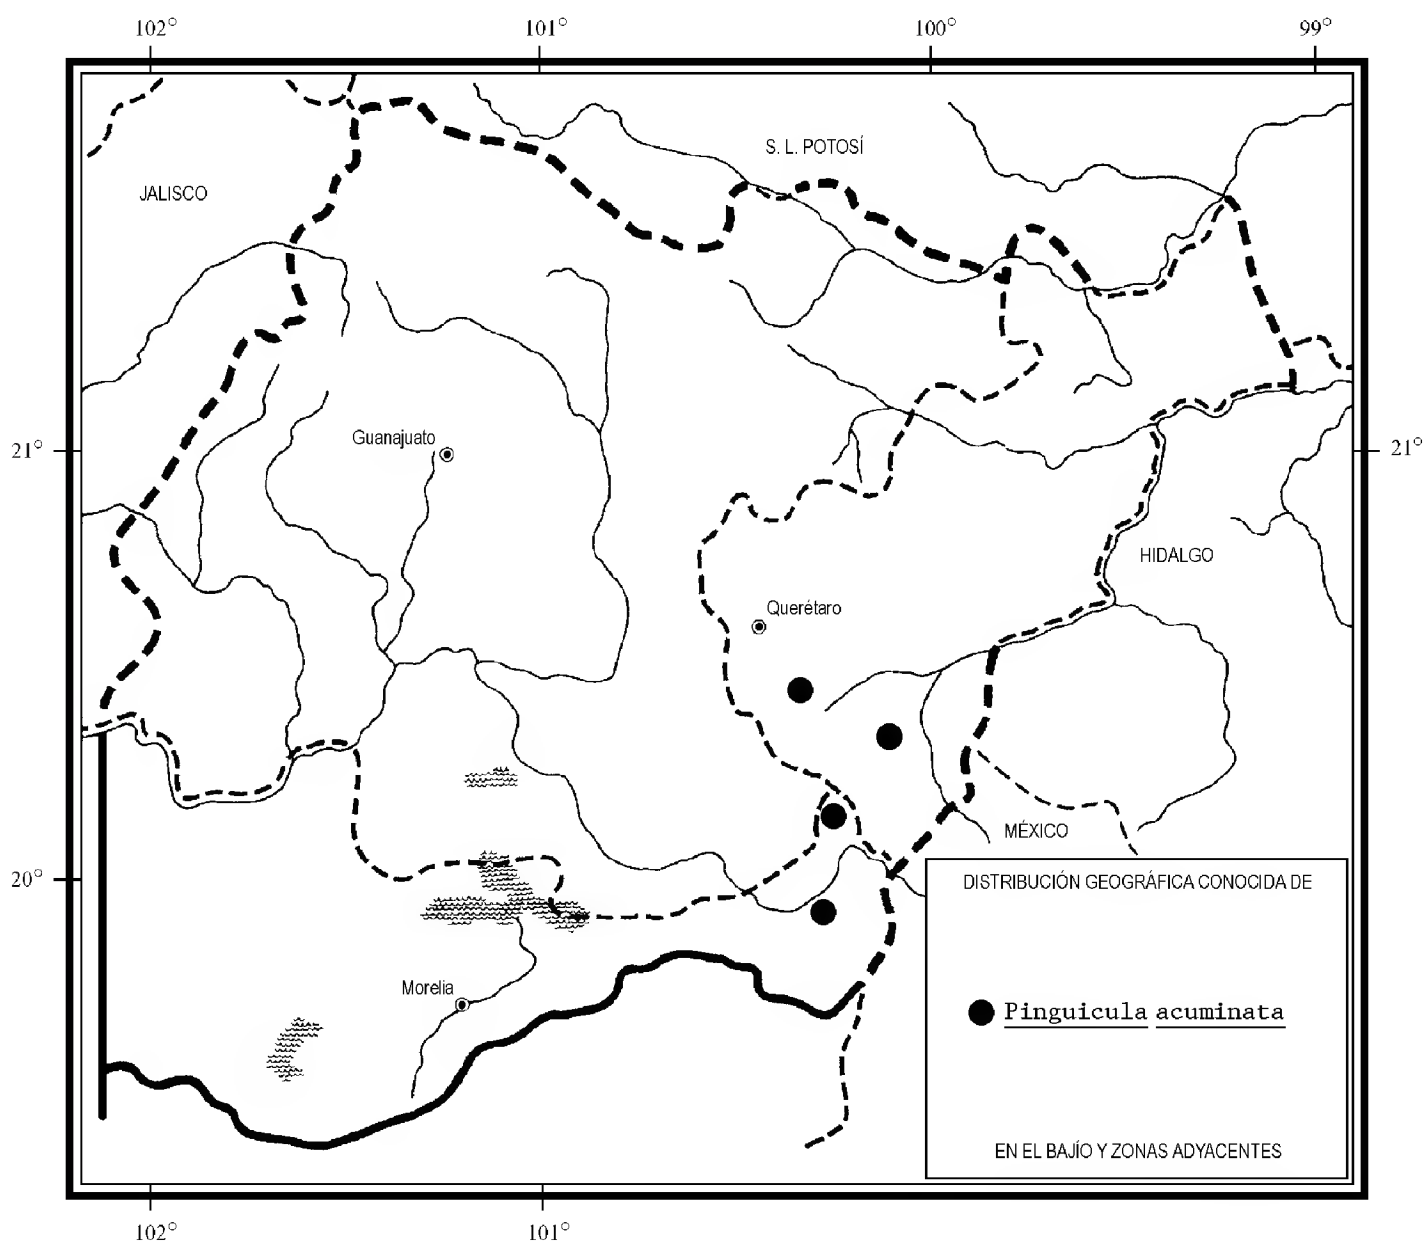 102° 101° 100° 99°
S. L. POTOSÍ
JALISCO
Guanajuato
21° 21°
HIDALGO
Querétaro
MÉXICO
20°
DISTRIBUCIÓN GEOGRÁFICA CONOCIDA DE
Morelia
Pinguicula acuminata
EN EL BAJÍO Y ZONAS ADYACENTES
102° 101°